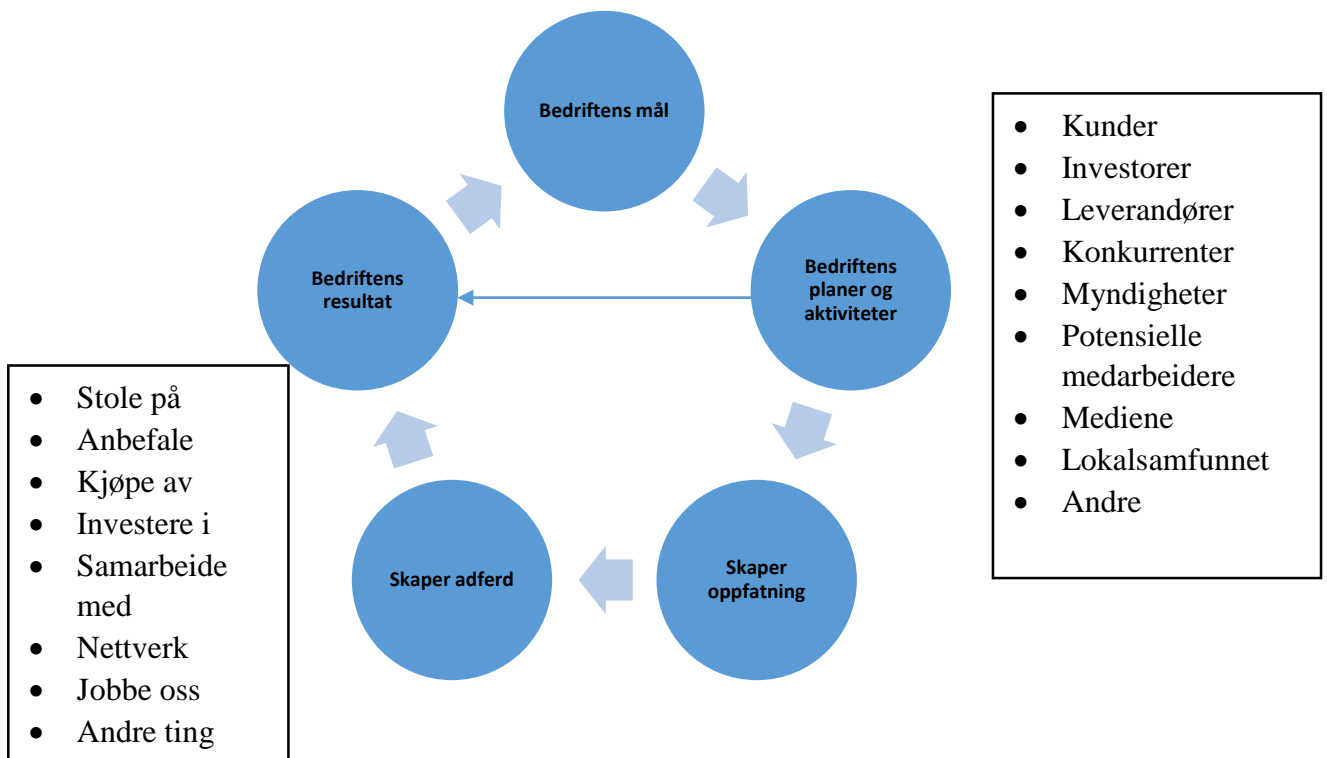 Bedriftens mål
Bedriftens
planer og
aktiviteter
Skaper
oppfatning
Skaper adferd
Bedriftens
resultat
• Kunder
• Investorer
• Leverandører
• Konkurrenter
• Myndigheter
• Potensielle
medarbeidere
• Mediene
• Lokalsamfunnet
• Andre
• Stole på
• Anbefale
• Kjøpe av
• Investere i
• Samarbeide
med
• Nettverk
• Jobbe oss
• Andre ting